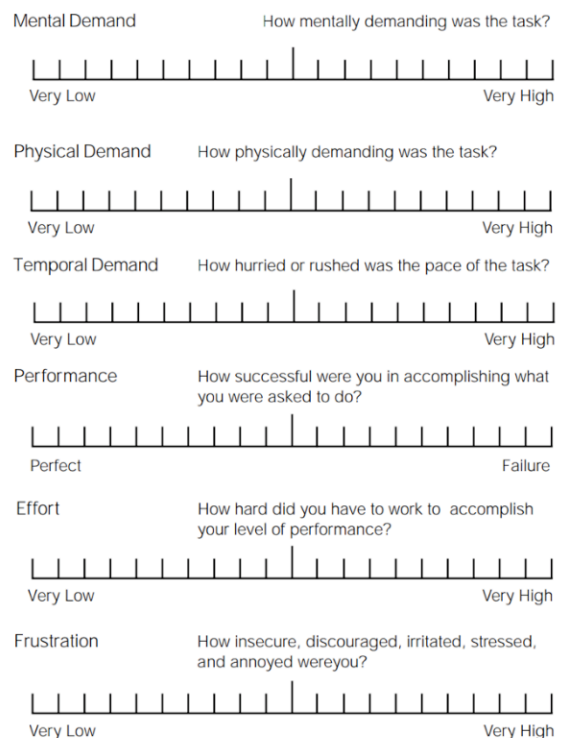 Mental Demand How mentally demanding was the task?
Very Low Very High
Physical Demand How physically demanding was the task?
Very Low Very High
Temporal Demand How hurried or rushed was the pace of the task?
Very Low Very High
Performance How successful were you in accomplishing what
you were asked to do?
Perfect Failure
Effort How hard did you have to work to accomplish
your level of performance?
Very Low Very High
Frustration How insecure, discouraged, irritated, stressed,
and annoyed wereyou?
Very Low Very High